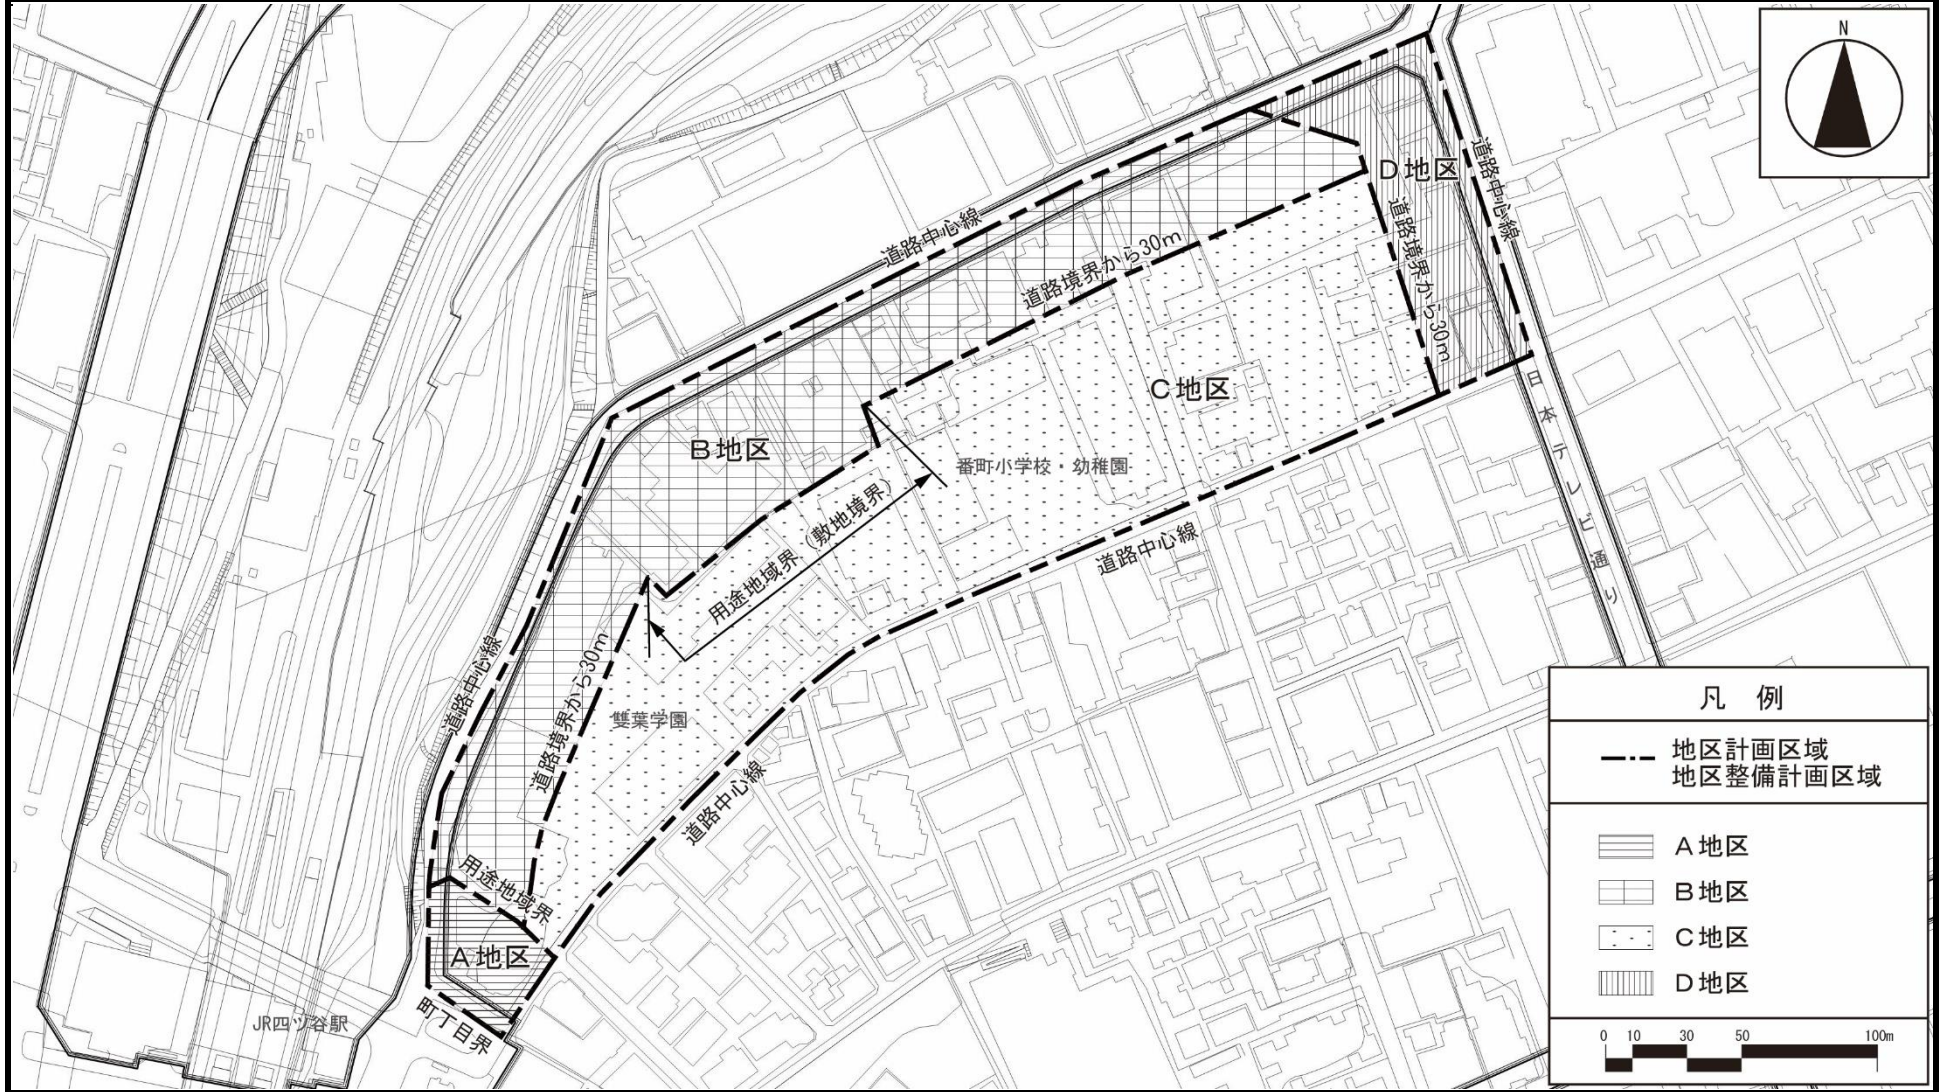 N
D地区
道路中心線
道路中心線
道路境界から30m
道路境界から30m
C地区
B地区
番町小学校・幼稚園
用途地域界(敷地境界)
道路中心線
日本テレビ通り
道路中心線
道路境界から30m
雙葉学園
道路中心線
用途地域界
A地区
町丁目界
JR四ツ谷駅
凡 例
地区計画区域
地区整備計画区域
A地区
B地区
C地区
D地区
0 10 30 50 100m